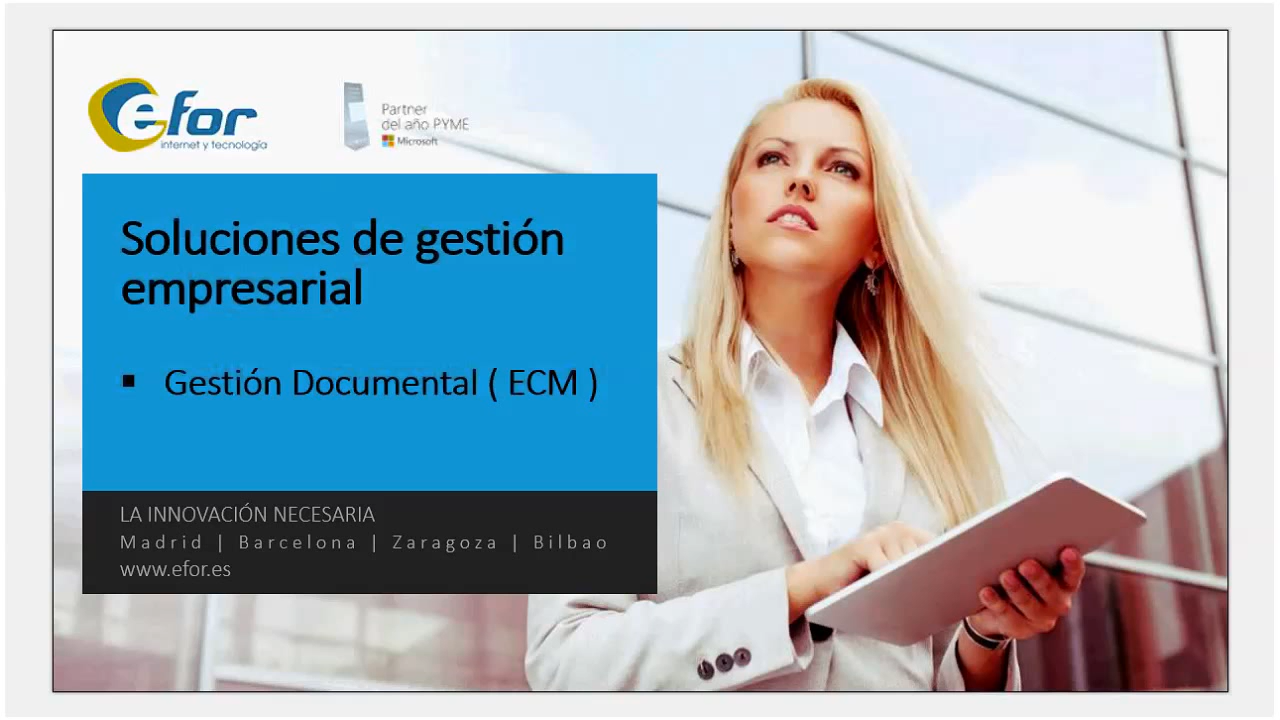 efor
internet y tecnología
Partner
del año PYME
Microsoft
Soluciones de gestión
empresarial
▪ Gestión Documental ( ECM )
LA INNOVACIÓN NECESARIA
Madrid | Barcelona | Zaragoza | Bilbao
www.efor.es